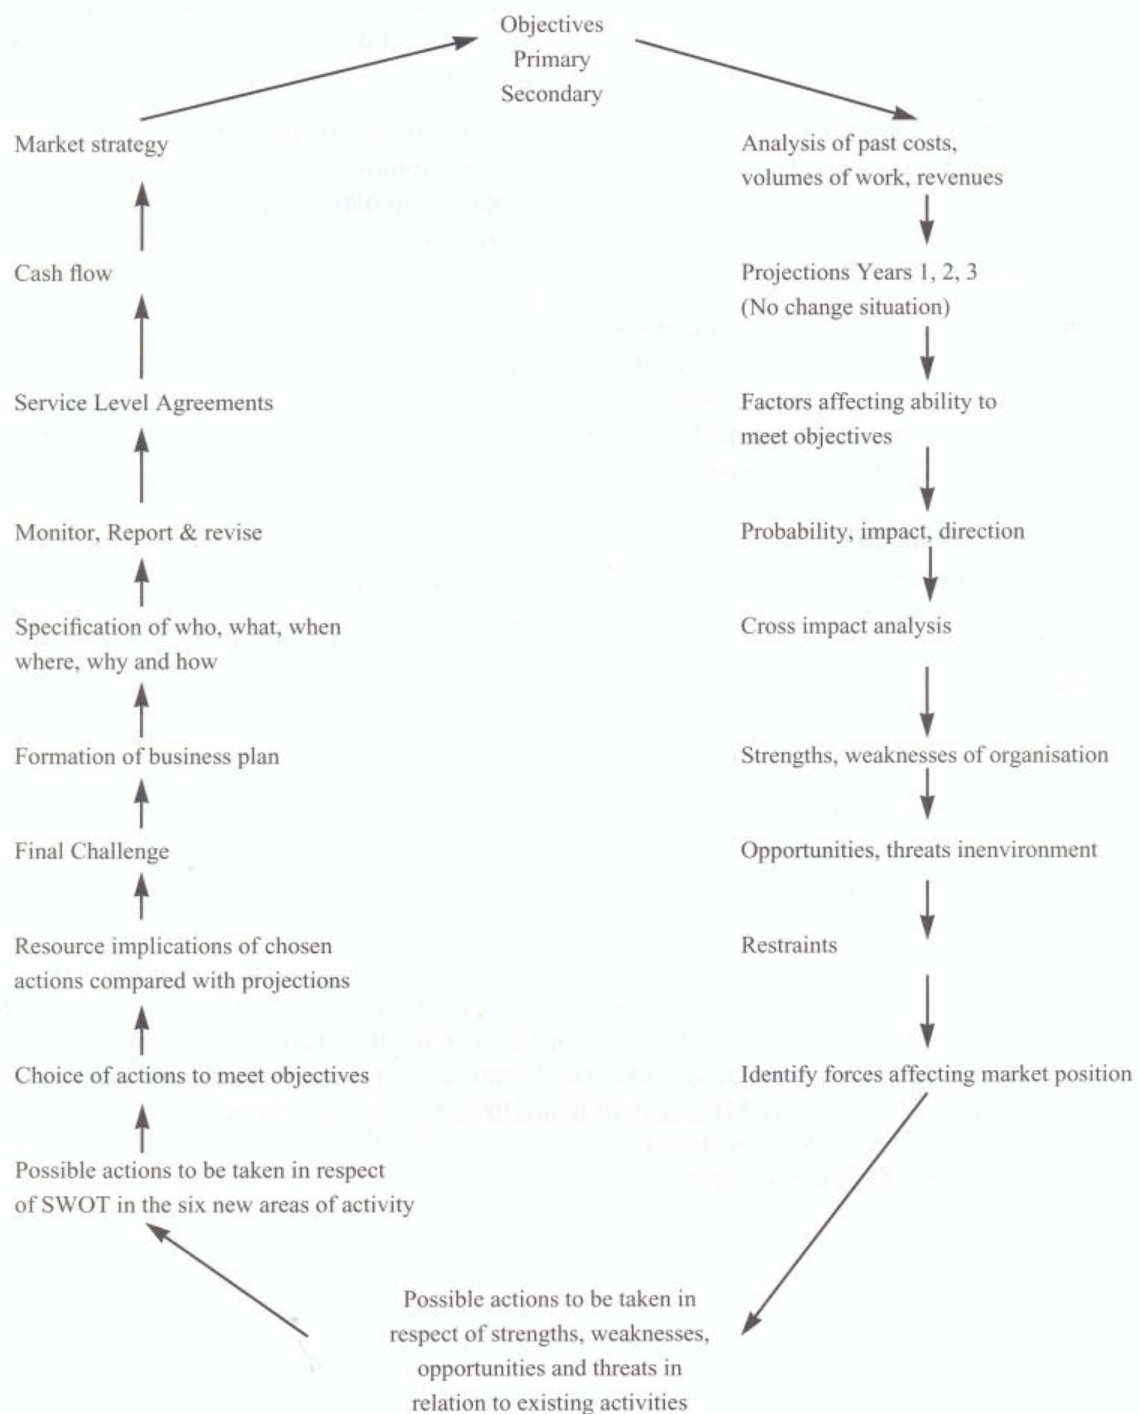 Objectives
Primary
Secondary
Market strategy
Cash flow
Service Level Agreements
Monitor, Report & revise
Specification of who, what, when
where, why and how
Formation of business plan
Final Challenge
Resource implications of chosen
actions compared with projections
Choice of actions to meet objectives
Possible actions to be taken in respect
of SWOT in the six new areas of activity
Analysis of past costs,
volumes of work, revenues
Projections Years 1, 2, 3
(No change situation)
Factors affecting ability to
meet objectives
Probability, impact, direction
Cross impact analysis
Strengths, weaknesses of organisation
Opportunities, threats inenvironment
Restraints
Identify forces affecting market position
Possible actions to be taken in
respect of strengths, weaknesses,
opportunities and threats in
relation to existing activities